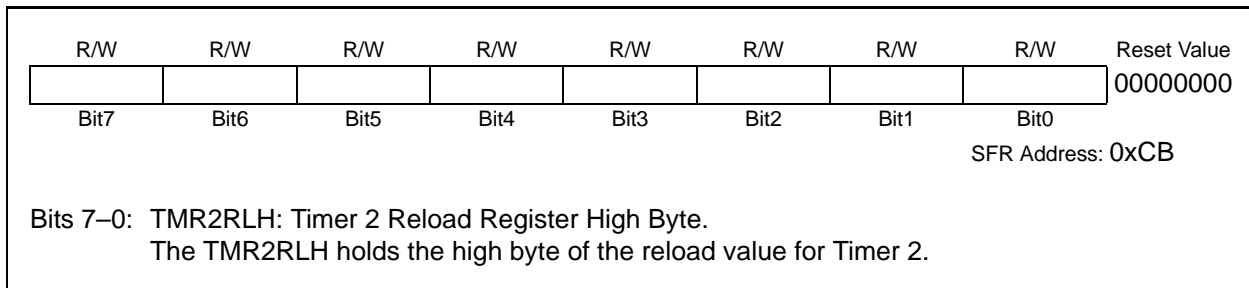 R/W R/W R/W R/W R/W R/W R/W R/W Reset Value
00000000
Bit7 Bit6 Bit5 Bit4 Bit3 Bit2 Bit1 Bit0
SFR Address: 0xCB
Bits 7–0: TMR2RLH: Timer 2 Reload Register High Byte.
The TMR2RLH holds the high byte of the reload value for Timer 2.